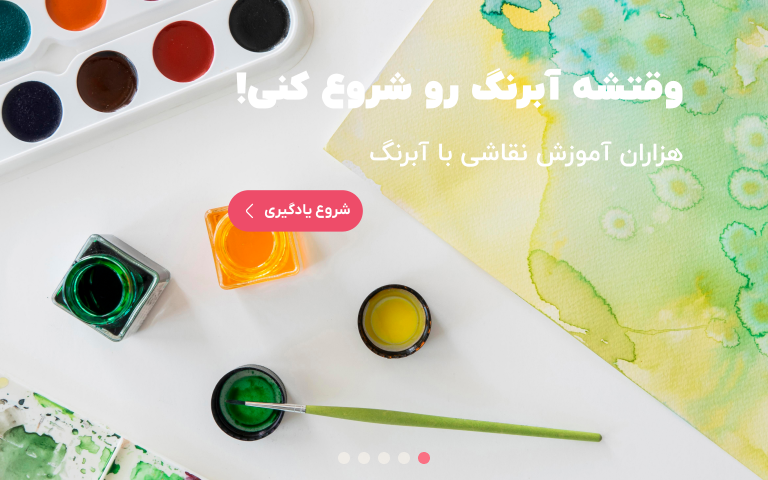 وقتشه آبرنگ رو شروع کنی!
هزاران آموزش نقاشی با آبرنگ
شروع یادگیری